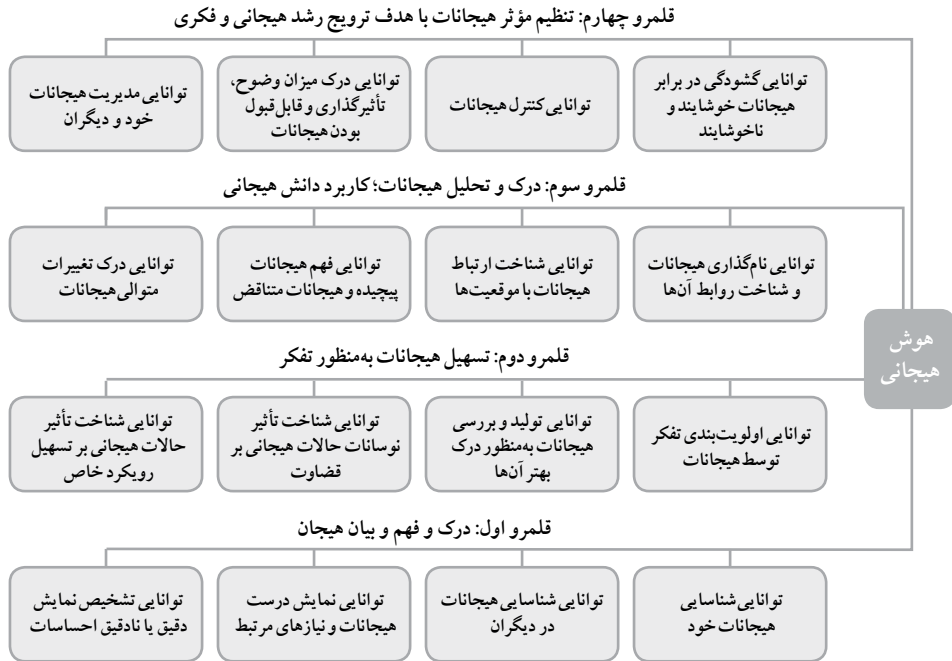 قلمرو چهارم: تنظیم مؤثر هیجانات با هدف ترویج رشد هیجانی و فکری
توانایی گشودگی در برابر
هیجانات خوشایند و
ناخوشایند
توانایی کنترل هیجانات
توانایی درک میزان وضوح،
تأثیرگذاری و قابل‌قبول
بودن هیجانات
توانایی مدیریت هیجانات
خود و دیگران
قلمرو سوم: درک و تحلیل هیجانات؛ کاربرد دانش هیجانی
توانایی نام‌گذاری هیجانات
و شناخت روابط آن‌ها
توانایی شناخت ارتباط
هیجانات با موقعیت‌ها
توانایی فهم هیجانات
پیچیده و هیجانات متناقض
توانایی درک تغییرات
متوالی هیجانات
هوش
هیجانی
قلمرو دوم: تسهیل هیجانات به‌منظور تفکر
توانایی اولویت‌بندی تفکر
توسط هیجانات
توانایی تولید و بررسی
هیجانات به‌منظور درک
بهتر آن‌ها
توانایی شناخت تأثیر
نوسانات حالات هیجانی بر
قضاوت
توانایی شناخت تأثیر
حالات هیجانی بر تسهیل
رویکرد خاص
قلمرو اول: درک و فهم و بیان هیجان
توانایی شناسایی
هیجانات خود
توانایی شناسایی هیجانات
در دیگران
توانایی نمایش درست
هیجانات و نیازهای مرتبط
توانایی تشخیص نمایش
دقیق یا نادقیق احساسات